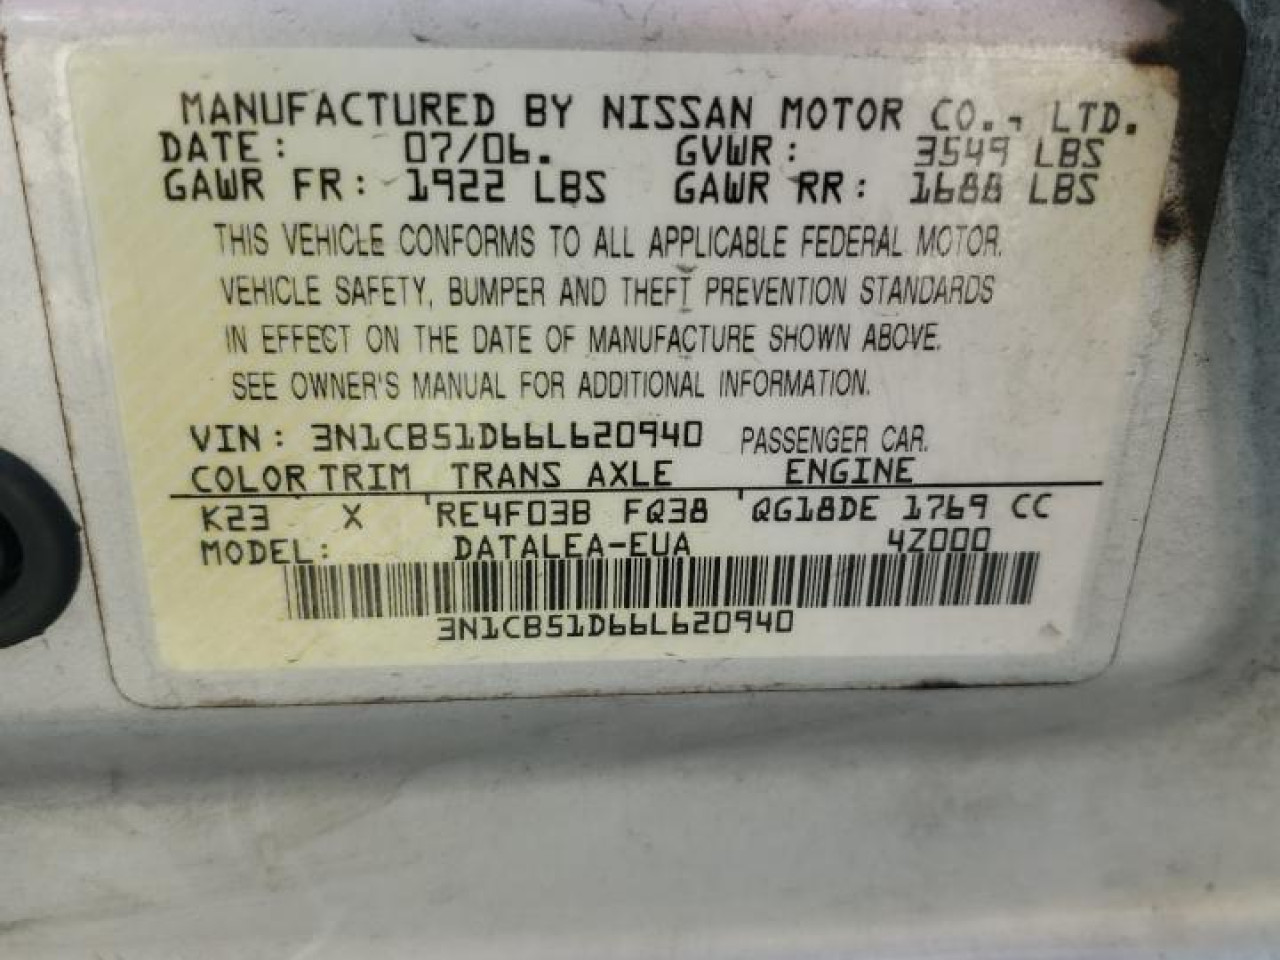 MANUFACTURED BY NISSAN MOTOR CO., LTD.
DATE: 07/06. GVWR: 3549 LBS
GAWR FR: 1922 LBS GAWR RR: 1688 LBS
THIS VEHICLE CONFORMS TO ALL APPLICABLE FEDERAL MOTOR.
VEHICLE SAFETY, BUMPER AND THEFT PREVENTION STANDARDS
IN EFFECT ON THE DATE OF MANUFACTURE SHOWN ABOVE.
SEE OWNER'S MANUAL FOR ADDITIONAL INFORMATION.
VIN: 3N1CB51D66L620940 PASSENGER CAR.
COLOR TRIM TRANS AXLE ENGINE
K23 X RE4F03B FQ38 QG18DE 1769 CC
MODEL: DATALEA-EUA 4Z000
3N1CB51D66L620940